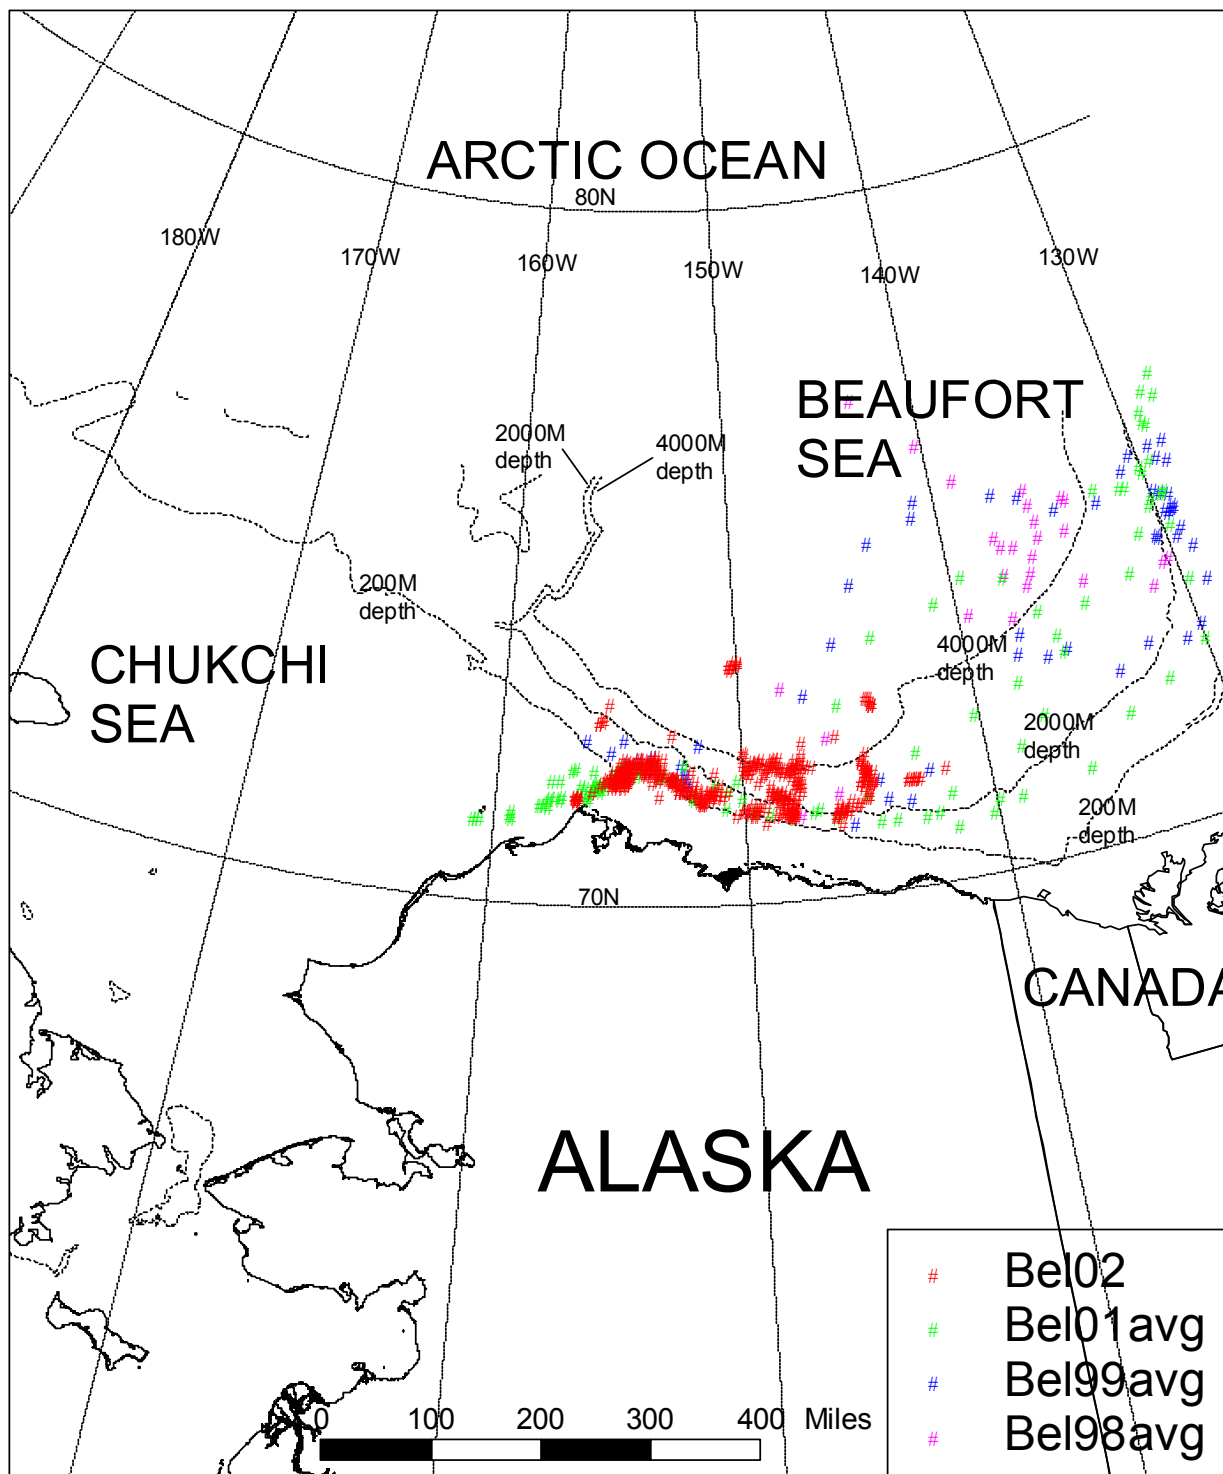 ARCTIC OCEAN
80N
180W
170W
160W
150W
140W
130W
BEAUFORT
SEA
2000M
depth
4000M
depth
200M
depth
CHUKCHI
SEA
4000M
depth
2000M
depth
200M
depth
70N
CANADA
ALASKA
Bel02
Bel01avg
Bel99avg
Bel98avg
0 100 200 300 400 Miles